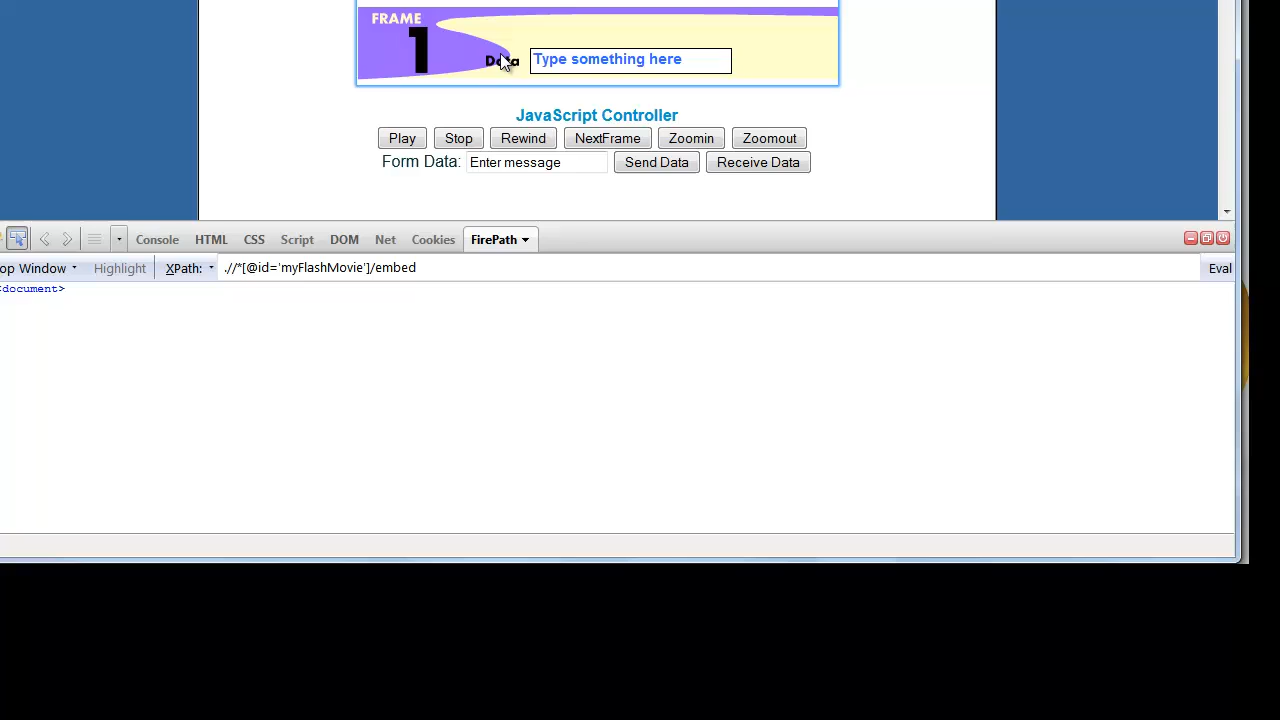 FRAME
1
Data Type something here
JavaScript Controller
Play Stop Rewind NextFrame Zoomin Zoomout
Form Data: Enter message Send Data Receive Data
Console HTML CSS Script DOM Net Cookies FirePath
op Window Highlight XPath: .//*[@id='myFlashMovie']/embed Eval
<document>